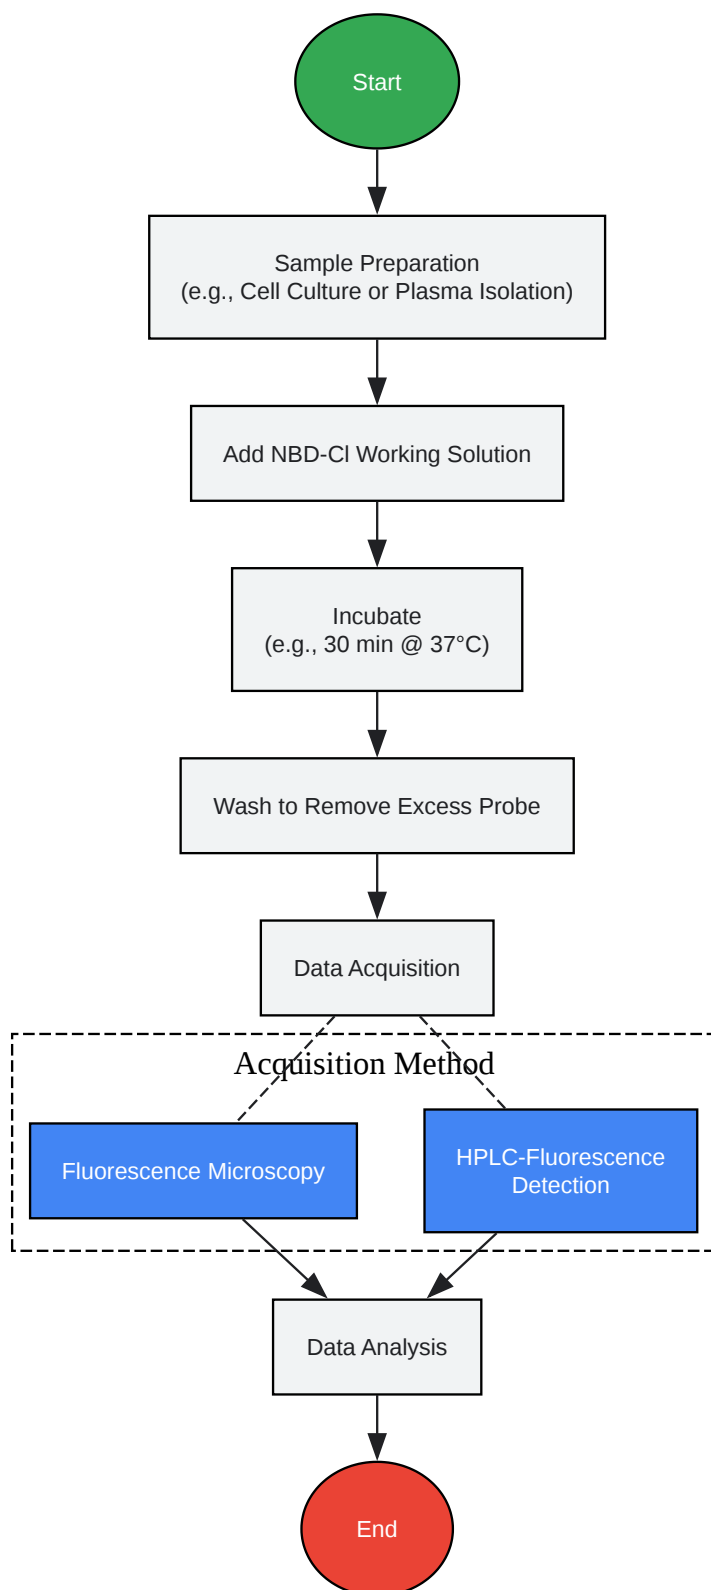 Start
Sample Preparation
(e.g., Cell Culture or Plasma Isolation)
Add NBD-Cl Working Solution
Incubate
(e.g., 30 min @ 37°C)
Wash to Remove Excess Probe
Data Acquisition
Acquisition Method
Fluorescence Microscopy
HPLC-Fluorescence
Detection
Data Analysis
End